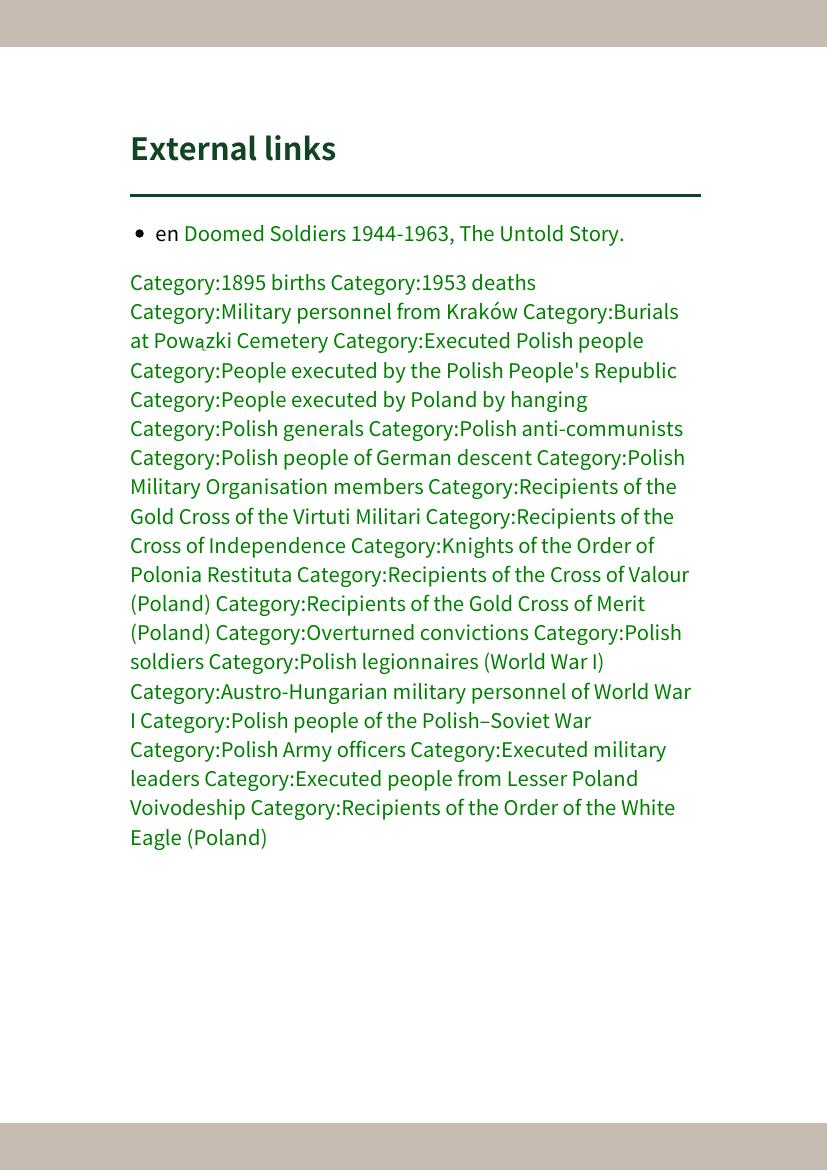 External links
• en Doomed Soldiers 1944-1963, The Untold Story.
Category:1895 births Category:1953 deaths
Category:Military personnel from Kraków Category:Burials
at Powązki Cemetery Category:Executed Polish people
Category:People executed by the Polish People's Republic
Category:People executed by Poland by hanging
Category:Polish generals Category:Polish anti-communists
Category:Polish people of German descent Category:Polish
Military Organisation members Category:Recipients of the
Gold Cross of the Virtuti Militari Category:Recipients of the
Cross of Independence Category:Knights of the Order of
Polonia Restituta Category:Recipients of the Cross of Valour
(Poland) Category:Recipients of the Gold Cross of Merit
(Poland) Category:Overturned convictions Category:Polish
soldiers Category:Polish legionnaires (World War I)
Category:Austro-Hungarian military personnel of World War
I Category:Polish people of the Polish–Soviet War
Category:Polish Army officers Category:Executed military
leaders Category:Executed people from Lesser Poland
Voivodeship Category:Recipients of the Order of the White
Eagle (Poland)